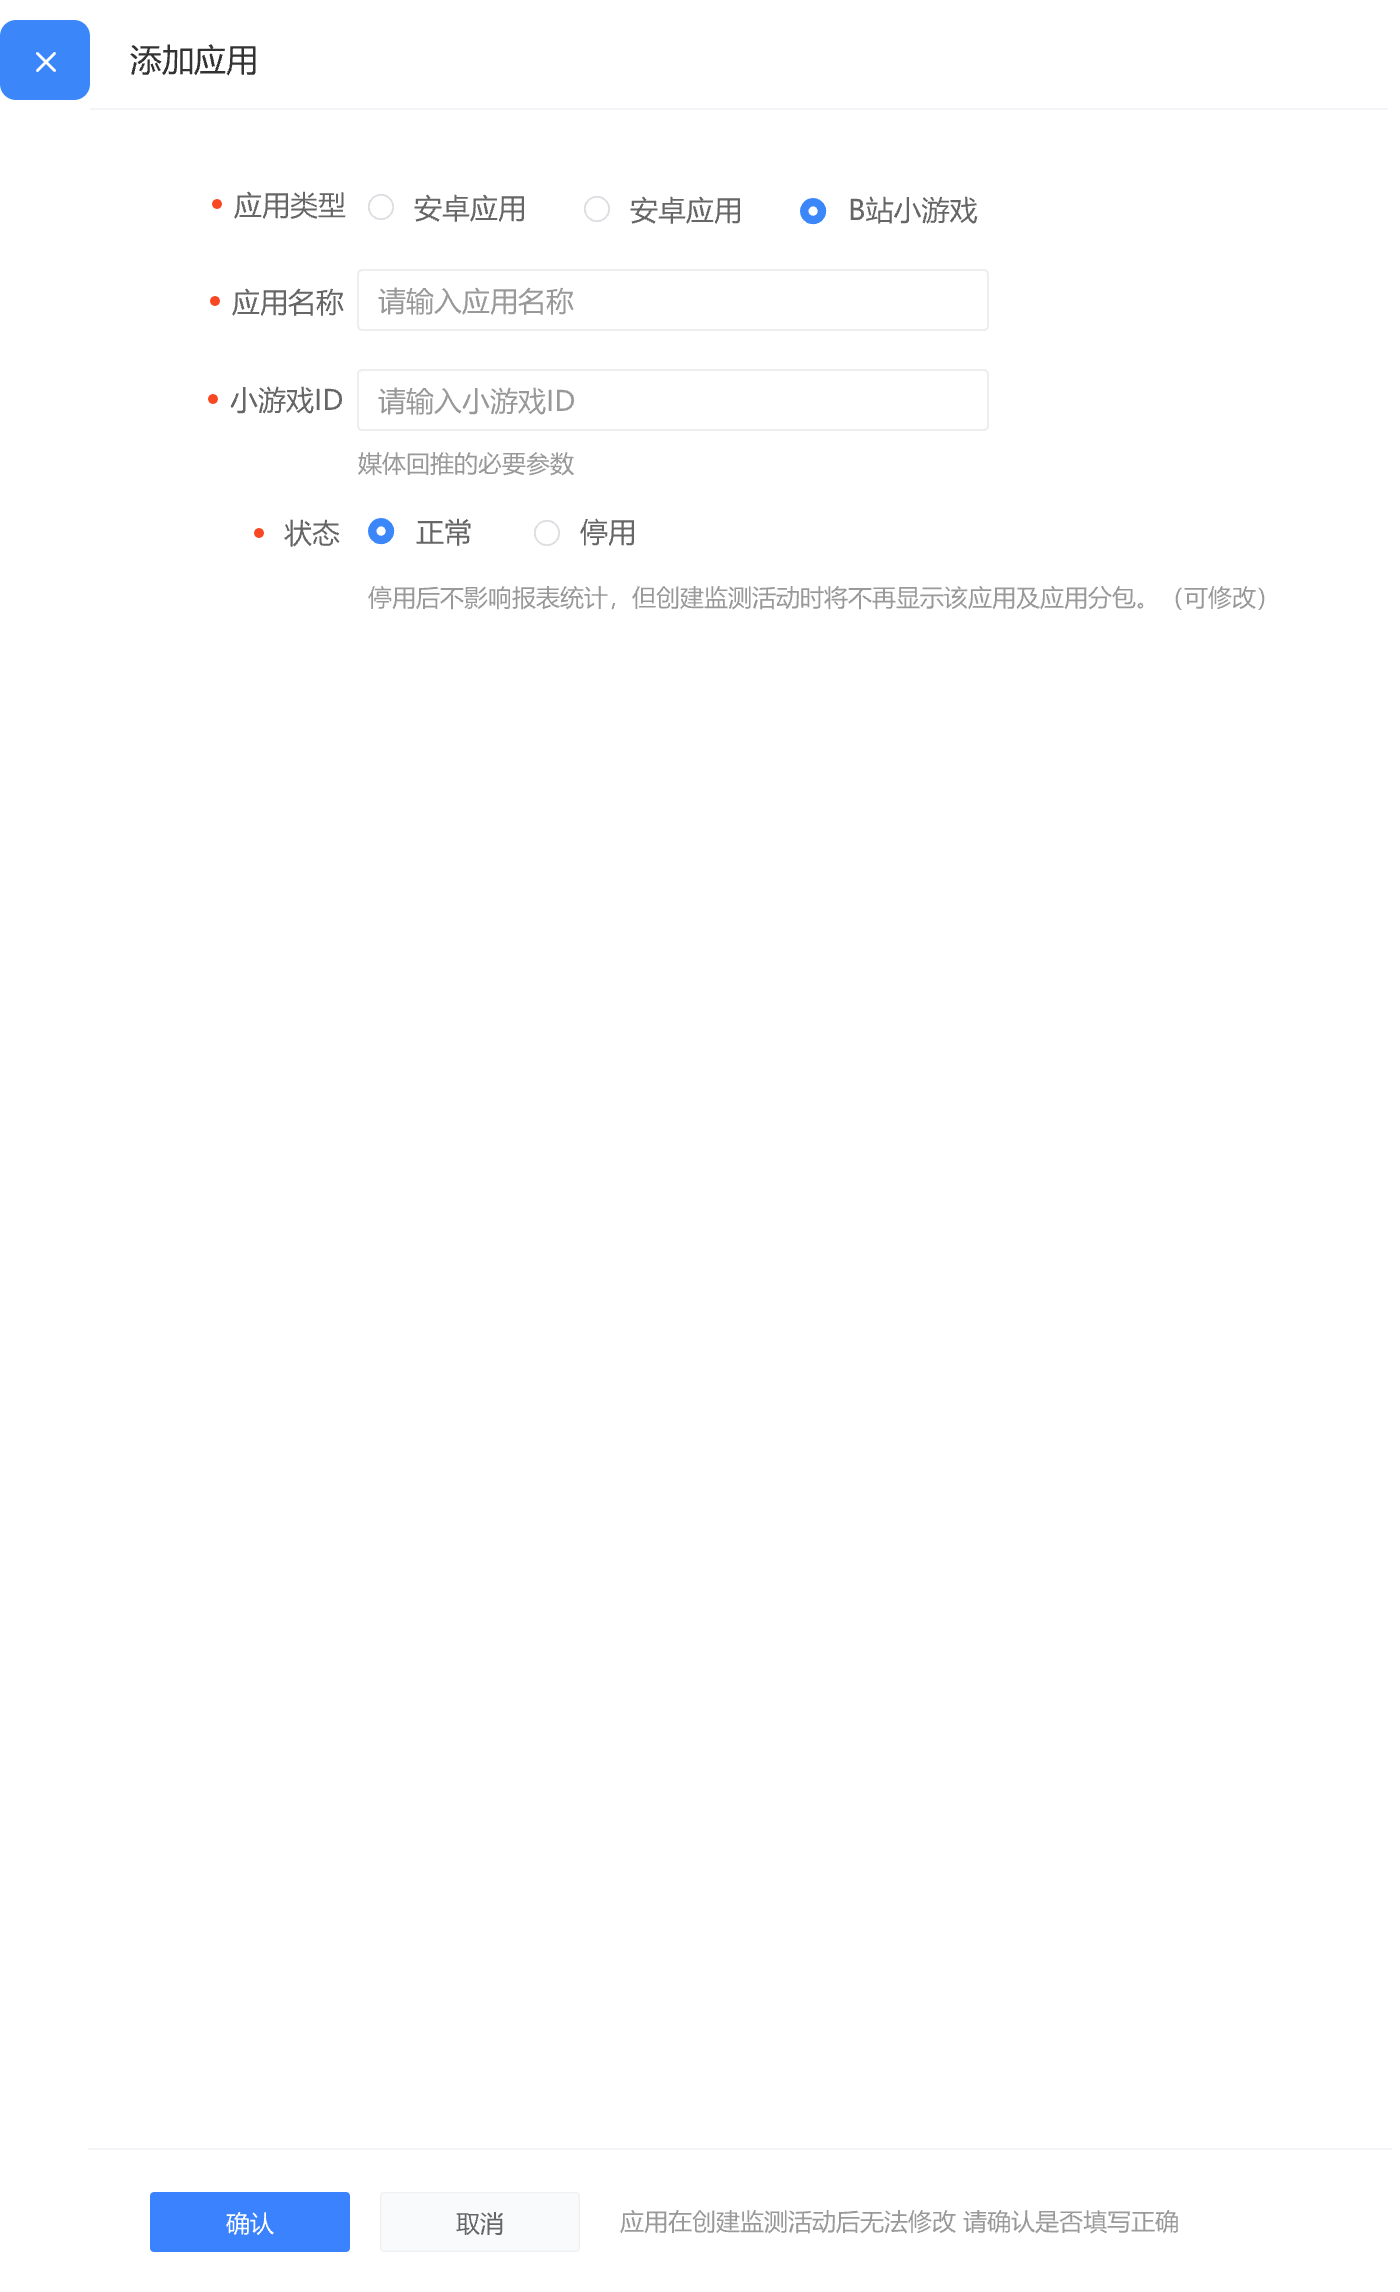 添加应用
应用类型 安卓应用 安卓应用 B站小游戏
应用名称 请输入应用名称
小游戏ID 请输入小游戏ID
媒体回推的必要参数
状态 正常 停用
停用后不影响报表统计，但创建监测活动时将不再显示该应用及应用分包。（可修改）
确认 取消 应用在创建监测活动后无法修改 请确认是否填写正确